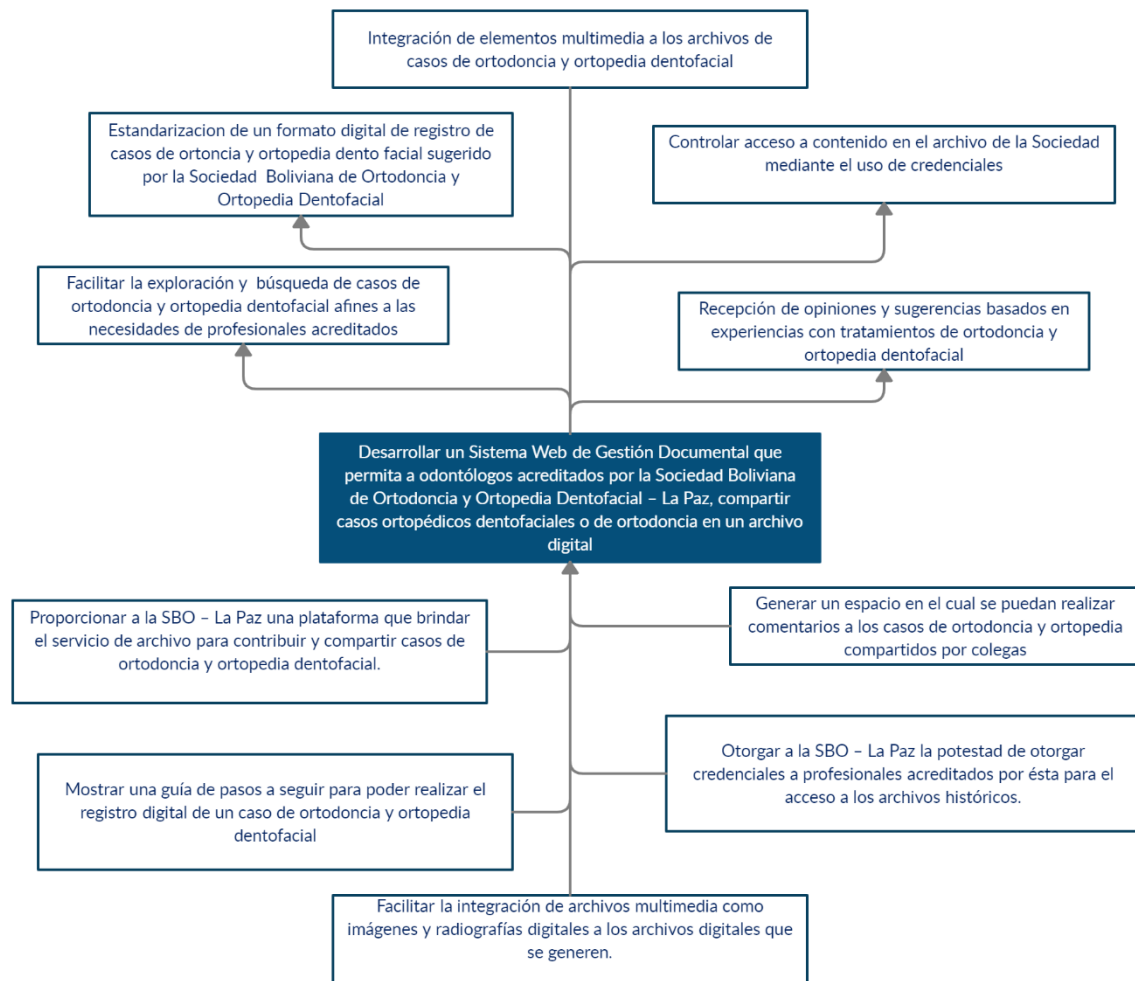 Integración de elementos multimedia a los archivos de
casos de ortodoncia y ortopedia dentofacial
Estandarizacion de un formato digital de registro de
casos de ortoncia y ortopedia dento facial sugerido
por la Sociedad Boliviana de Ortodoncia y
Ortopedia Dentofacial
Controlar acceso a contenido en el archivo de la Sociedad
mediante el uso de credenciales
Facilitar la exploración y búsqueda de casos de
ortodoncia y ortopedia dentofacial afines a las
necesidades de profesionales acreditados
Recepción de opiniones y sugerencias basados en
experiencias con tratamientos de ortodoncia y
ortopedia dentofacial
Desarrollar un Sistema Web de Gestión Documental que
permita a odontólogos acreditados por la Sociedad Boliviana
de Ortodoncia y Ortopedia Dentofacial – La Paz, compartir
casos ortopédicos dentofaciales o de ortodoncia en un archivo
digital
Proporcionar a la SBO – La Paz una plataforma que brindar
el servicio de archivo para contribuir y compartir casos de
ortodoncia y ortopedia dentofacial.
Generar un espacio en el cual se puedan realizar
comentarios a los casos de ortodoncia y ortopedia
compartidos por colegas
Otorgar a la SBO – La Paz la potestad de otorgar
credenciales a profesionales acreditados por ésta para el
acceso a los archivos históricos.
Mostrar una guía de pasos a seguir para poder realizar el
registro digital de un caso de ortodoncia y ortopedia
dentofacial
Facilitar la integración de archivos multimedia como
imágenes y radiografías digitales a los archivos digitales que
se generen.